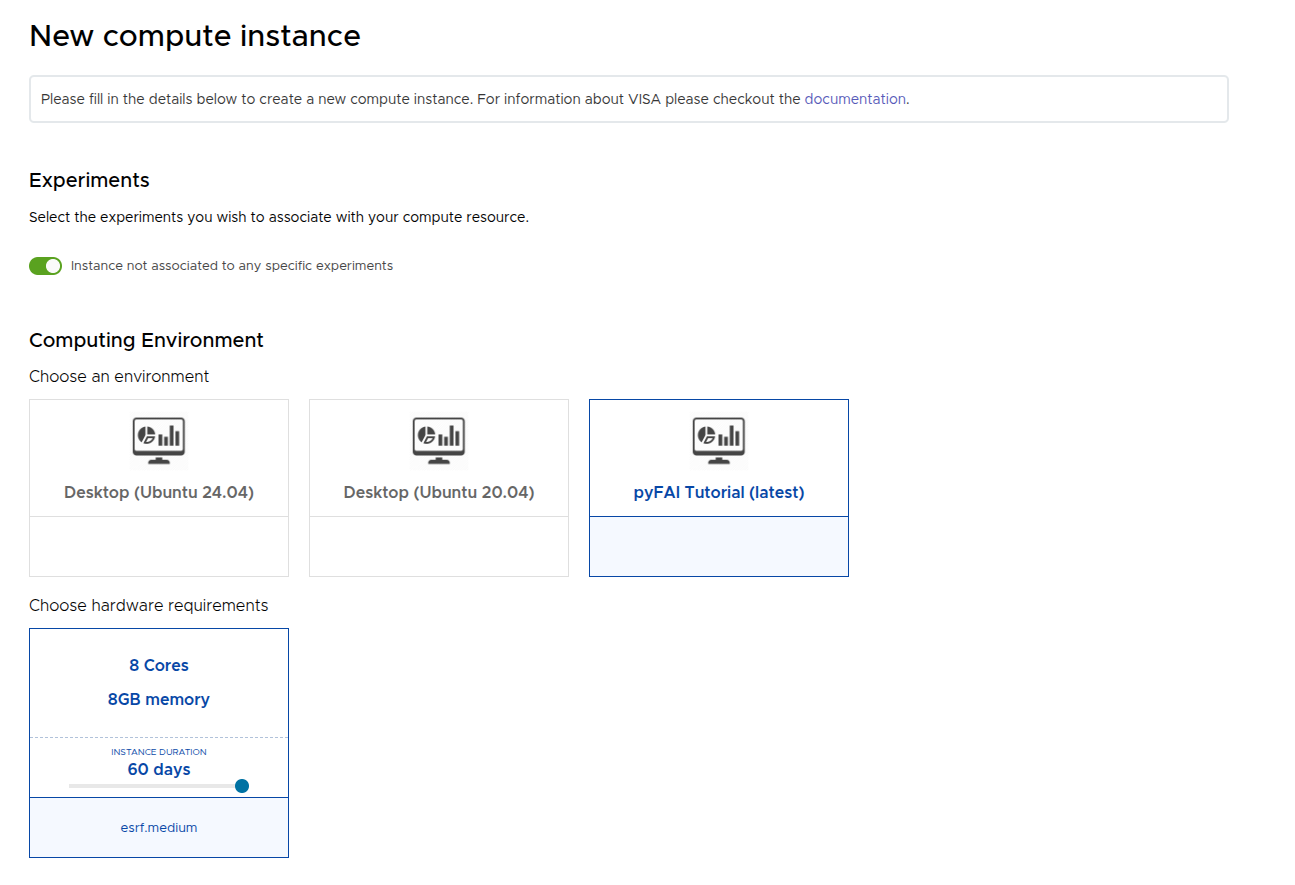 New compute instance
Please fill in the details below to create a new compute instance. For information about VISA please checkout the documentation.
Experiments
Select the experiments you wish to associate with your compute resource.
Instance not associated to any specific experiments
Computing Environment
Choose an environment
Desktop (Ubuntu 24.04)
Desktop (Ubuntu 20.04)
pyFAI Tutorial (latest)
Choose hardware requirements
8 Cores
8GB memory
INSTANCE DURATION
60 days
esrf.medium